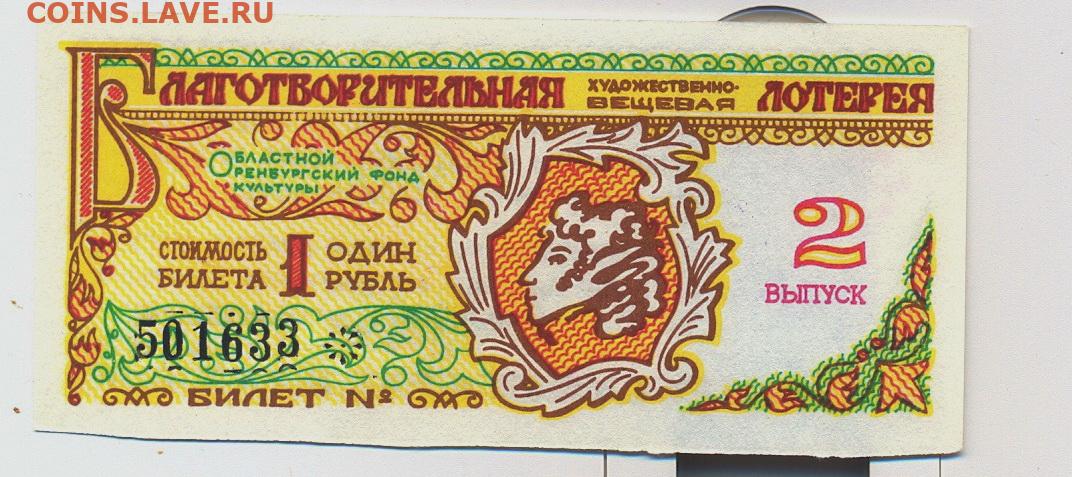 COINS.LAVE.RU
БЛАГОТВОРИТЕЛЬНАЯ ХУДОЖЕСТВЕННО-ВЕЩЕВАЯ ЛОТЕРЕЯ
ОБЛАСТНОЙ
ОРЕНБУРГСКИЙ ФОНД
КУЛЬТУРЫ
СТОИМОСТЬ БИЛЕТА 1 ОДИН РУБЛЬ
2
ВЫПУСК
501633
БИЛЕТ №